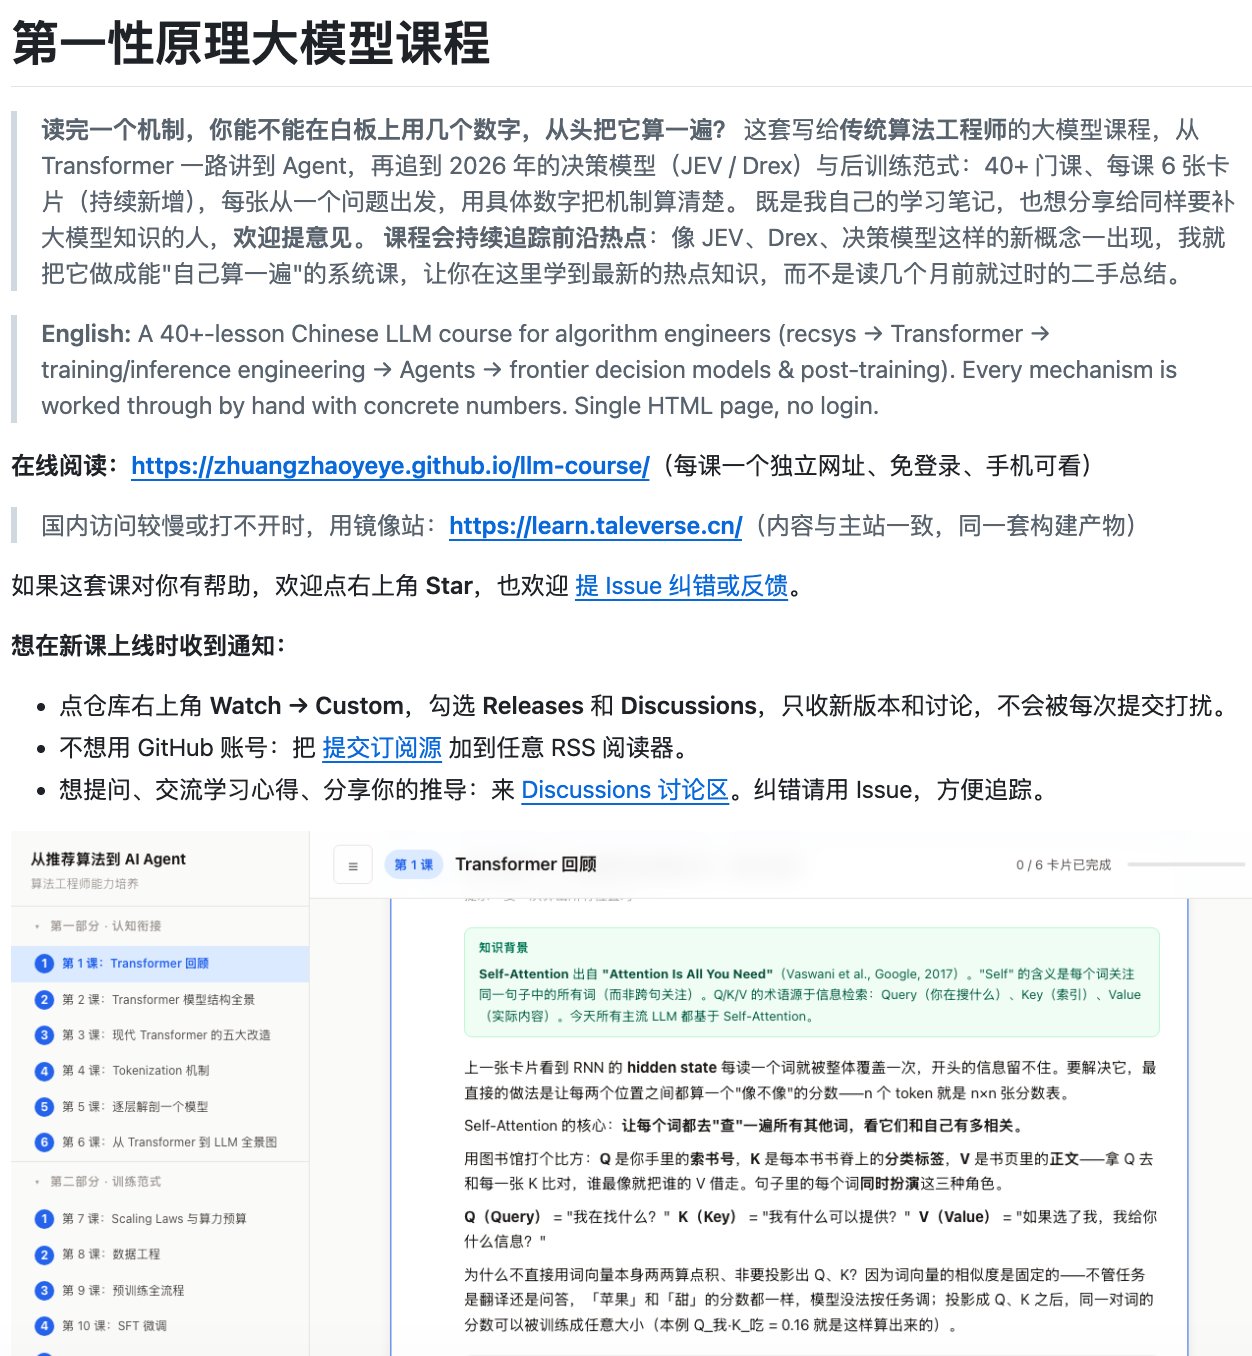 第一性原理大模型课程
读完一个机制，你能不能在白板上用几个数字，从头把它算一遍？ 这套写给传统算法工程师的大模型课程，从
Transformer 一路讲到 Agent，再追到 2026 年的决策模型（JEV / Drex）与后训练范式：40+ 门课、每课 6 张卡
片（持续新增），每张从一个问题出发，用具体数字把机制算清楚。 既是我自己的学习笔记，也想分享给同样要补
大模型知识的人，欢迎提意见。 课程会持续追踪前沿热点：像 JEV、Drex、决策模型这样的新概念一出现，我就
把它做成能"自己算一遍"的系统课，让你在这里学到最新的热点知识，而不是读几个月前就过时的二手总结。
English: A 40+-lesson Chinese LLM course for algorithm engineers (recsys → Transformer →
training/inference engineering → Agents → frontier decision models & post-training). Every mechanism is
worked through by hand with concrete numbers. Single HTML page, no login.
在线阅读：https://zhuangzhaoyeye.github.io/llm-course/（每课一个独立网址、免登录、手机可看）
国内访问较慢或打不开时，用镜像站：https://learn.taleverse.cn/（内容与主站一致，同一套构建产物）
如果这套课对你有帮助，欢迎点右上角 Star，也欢迎 提 Issue 纠错或反馈。
想在新课上线时收到通知：
• 点仓库右上角 Watch → Custom，勾选 Releases 和 Discussions，只收新版本和讨论，不会被每次提交打扰。
• 不想用 GitHub 账号：把 提交订阅源 加到任意 RSS 阅读器。
• 想提问、交流学习心得、分享你的推导：来 Discussions 讨论区。纠错请用 Issue，方便追踪。
从推荐算法到 AI Agent
算法工程师能力培养
第一部分 · 认知衔接
1 第 1 课：Transformer 回顾
2 第 2 课：Transformer 模型结构全景
3 第 3 课：现代 Transformer 的五大改造
4 第 4 课：Tokenization 机制
5 第 5 课：逐层解剖一个模型
6 第 6 课：从 Transformer 到 LLM 全景图
第二部分 · 训练范式
1 第 7 课：Scaling Laws 与算力预算
2 第 8 课：数据工程
3 第 9 课：预训练全流程
4 第 10 课：SFT 微调
≡ 第 1 课 Transformer 回顾 0 / 6 卡片已完成
知识背景
Self-Attention 出自 "Attention Is All You Need"（Vaswani et al., Google, 2017）。"Self" 的含义是每个词关注
同一句子中的所有词（而非跨句关注）。Q/K/V 的术语源于信息检索：Query（你在搜什么）、Key（索引）、Value
（实际内容）。今天所有主流 LLM 都基于 Self-Attention。
上一张卡片看到 RNN 的 hidden state 每读一个词就被整体覆盖一次，开头的信息留不住。要解决它，最
直接的做法是让每两个位置之间都算一个"像不像"的分数——n 个 token 就是 n×n 张分数表。
Self-Attention 的核心：让每个词都去"查"一遍所有其他词，看它们和自己有多相关。
用图书馆打个比方：Q 是你手里的索书号，K 是每本书书脊上的分类标签，V 是书页里的正文——拿 Q 去
和每一张 K 比对，谁最像就把谁的 V 借走。句子里的每个词同时扮演这三种角色。
Q（Query） = "我在找什么？" K（Key） = "我有什么可以提供？" V（Value） = "如果选了我，我给你
什么信息？"
为什么不直接用词向量本身两两算点积、非要投影出 Q、K？因为词向量的相似度是固定的——不管任务
是翻译还是问答，「苹果」和「甜」的分数都一样，模型没法按任务调；投影成 Q、K 之后，同一对词的
分数可以被训练成任意大小（本例 Q_我·K_吃 = 0.16 就是这样算出来的）。